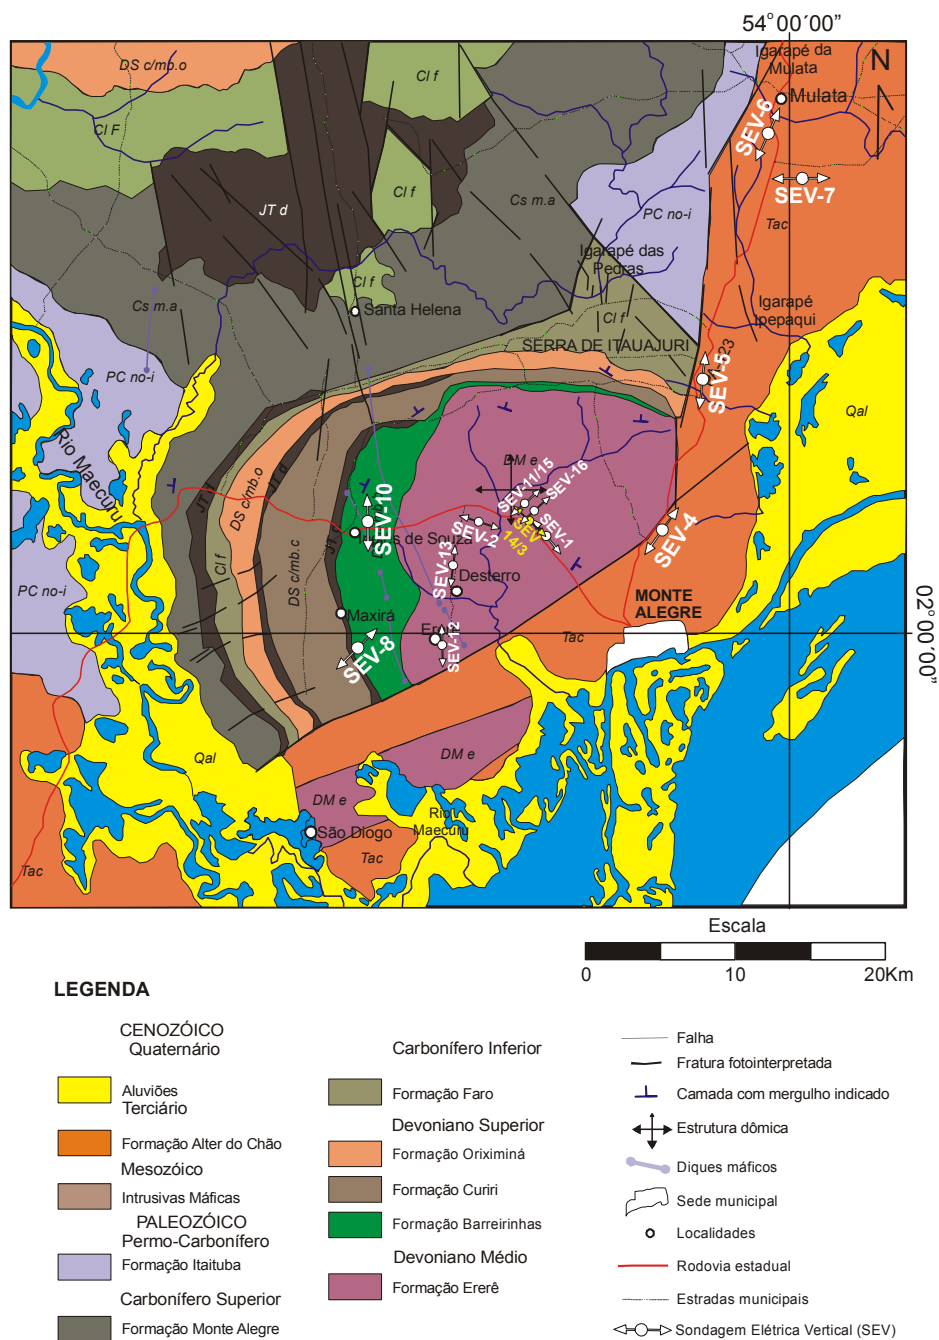 54°00´00”
Igarapé da
Mulata
N
DS c/mb.o
Cl f
Mulata
Cl F
SEV-6
Cl f
Cs m.a
SEV-7
JT d
PC no-i
Tac
Igarapé das
Pedras
Cl f
Cs m.a
Santa Helena
Igarapé
Ipepaqui
Cl f
SERRA DE ITAUAJURI
PC no-i
SEV-5
23
Qal
Rio Maecuru
DM e
JT d
DS c/mb.o
JT d
SEV-10
SEV-11/15
SEV-16
SEV-2
SEV
14/3
SEV-1
SEV-4
de Souza
Cl f
DS c/mb.c
SEV-13
Desterro
PC no-i
MONTE
ALEGRE
02°00´00”
Maxirá
SEV-8
SEV-12
Tac
Qal
DM e
DM e
Rio
Maecuru
São Diogo
Tac
Tac
Escala
0 10 20Km
LEGENDA
CENOZÓICO
Quaternário
Aluviões
Terciário
Formação Alter do Chão
Mesozóico
Intrusivas Máficas
PALEOZÓICO
Permo-Carbonífero
Formação Itaituba
Carbonífero Superior
Formação Monte Alegre
Carbonífero Inferior
Formação Faro
Devoniano Superior
Formação Oriximiná
Formação Curiri
Formação Barreirinhas
Devoniano Médio
Formação Ererê
Falha
Fratura fotointerpretada
Camada com mergulho indicado
Estrutura dômica
Diques máficos
Sede municipal
Localidades
Rodovia estadual
Estradas municipais
Sondagem Elétrica Vertical (SEV)